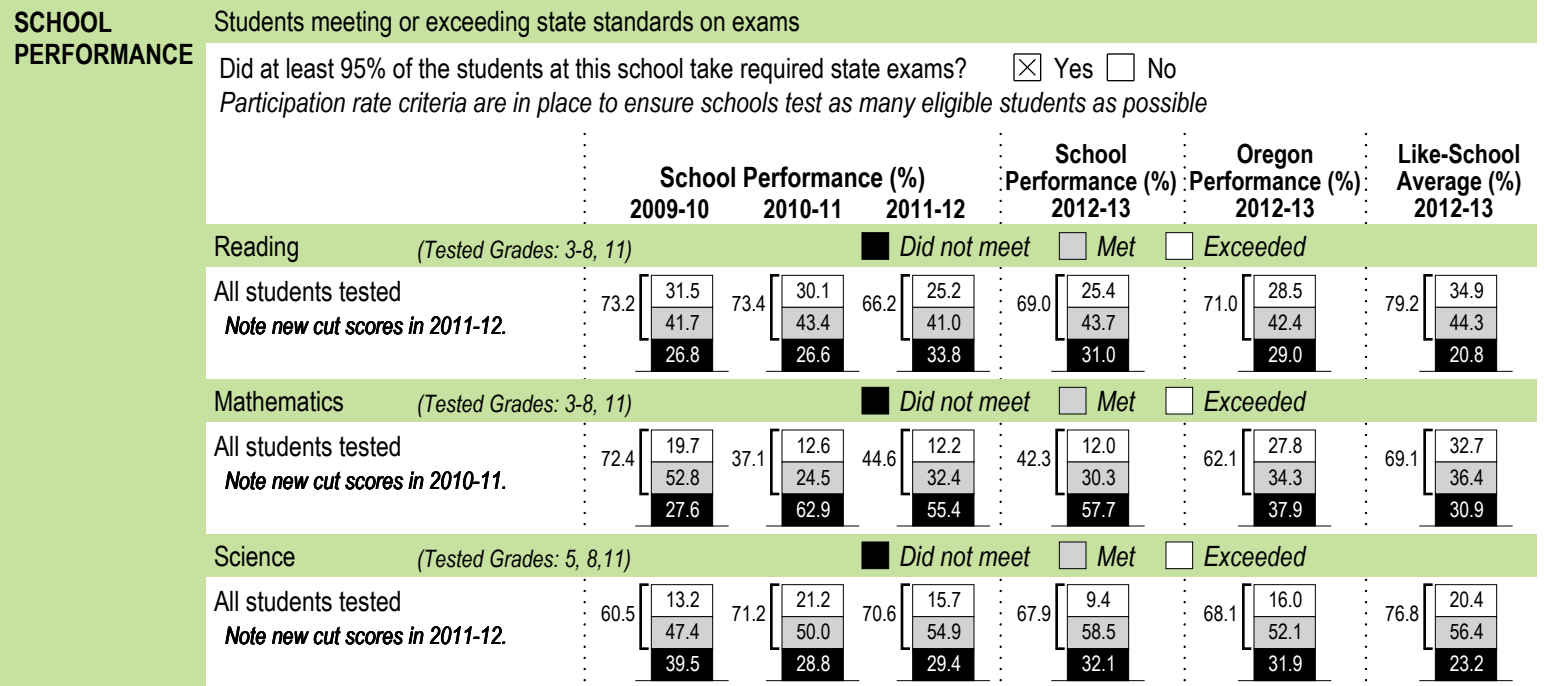 SCHOOL PERFORMANCE
Students meeting or exceeding state standards on exams
Did at least 95% of the students at this school take required state exams? ☒ Yes ☐ No
Participation rate criteria are in place to ensure schools test as many eligible students as possible
School Performance (%)
2009-10 2010-11 2011-12
School Performance (%) 2012-13
Oregon Performance (%) 2012-13
Like-School Average (%) 2012-13
Reading (Tested Grades: 3-8, 11) Did not meet Met Exceeded
All students tested
Note new cut scores in 2011-12.
73.2 31.5 73.4 30.1 66.2 25.2 69.0 25.4 71.0 28.5 79.2 34.9
41.7 43.4 41.0 43.7 42.4 44.3
26.8 26.6 33.8 31.0 29.0 20.8
Mathematics (Tested Grades: 3-8, 11) Did not meet Met Exceeded
All students tested
Note new cut scores in 2010-11.
72.4 19.7 37.1 12.6 44.6 12.2 42.3 12.0 62.1 27.8 69.1 32.7
52.8 24.5 32.4 30.3 34.3 36.4
27.6 62.9 55.4 57.7 37.9 30.9
Science (Tested Grades: 5, 8,11) Did not meet Met Exceeded
All students tested
Note new cut scores in 2011-12.
60.5 13.2 71.2 21.2 70.6 15.7 67.9 9.4 68.1 16.0 76.8 20.4
47.4 50.0 54.9 58.5 52.1 56.4
39.5 28.8 29.4 32.1 31.9 23.2